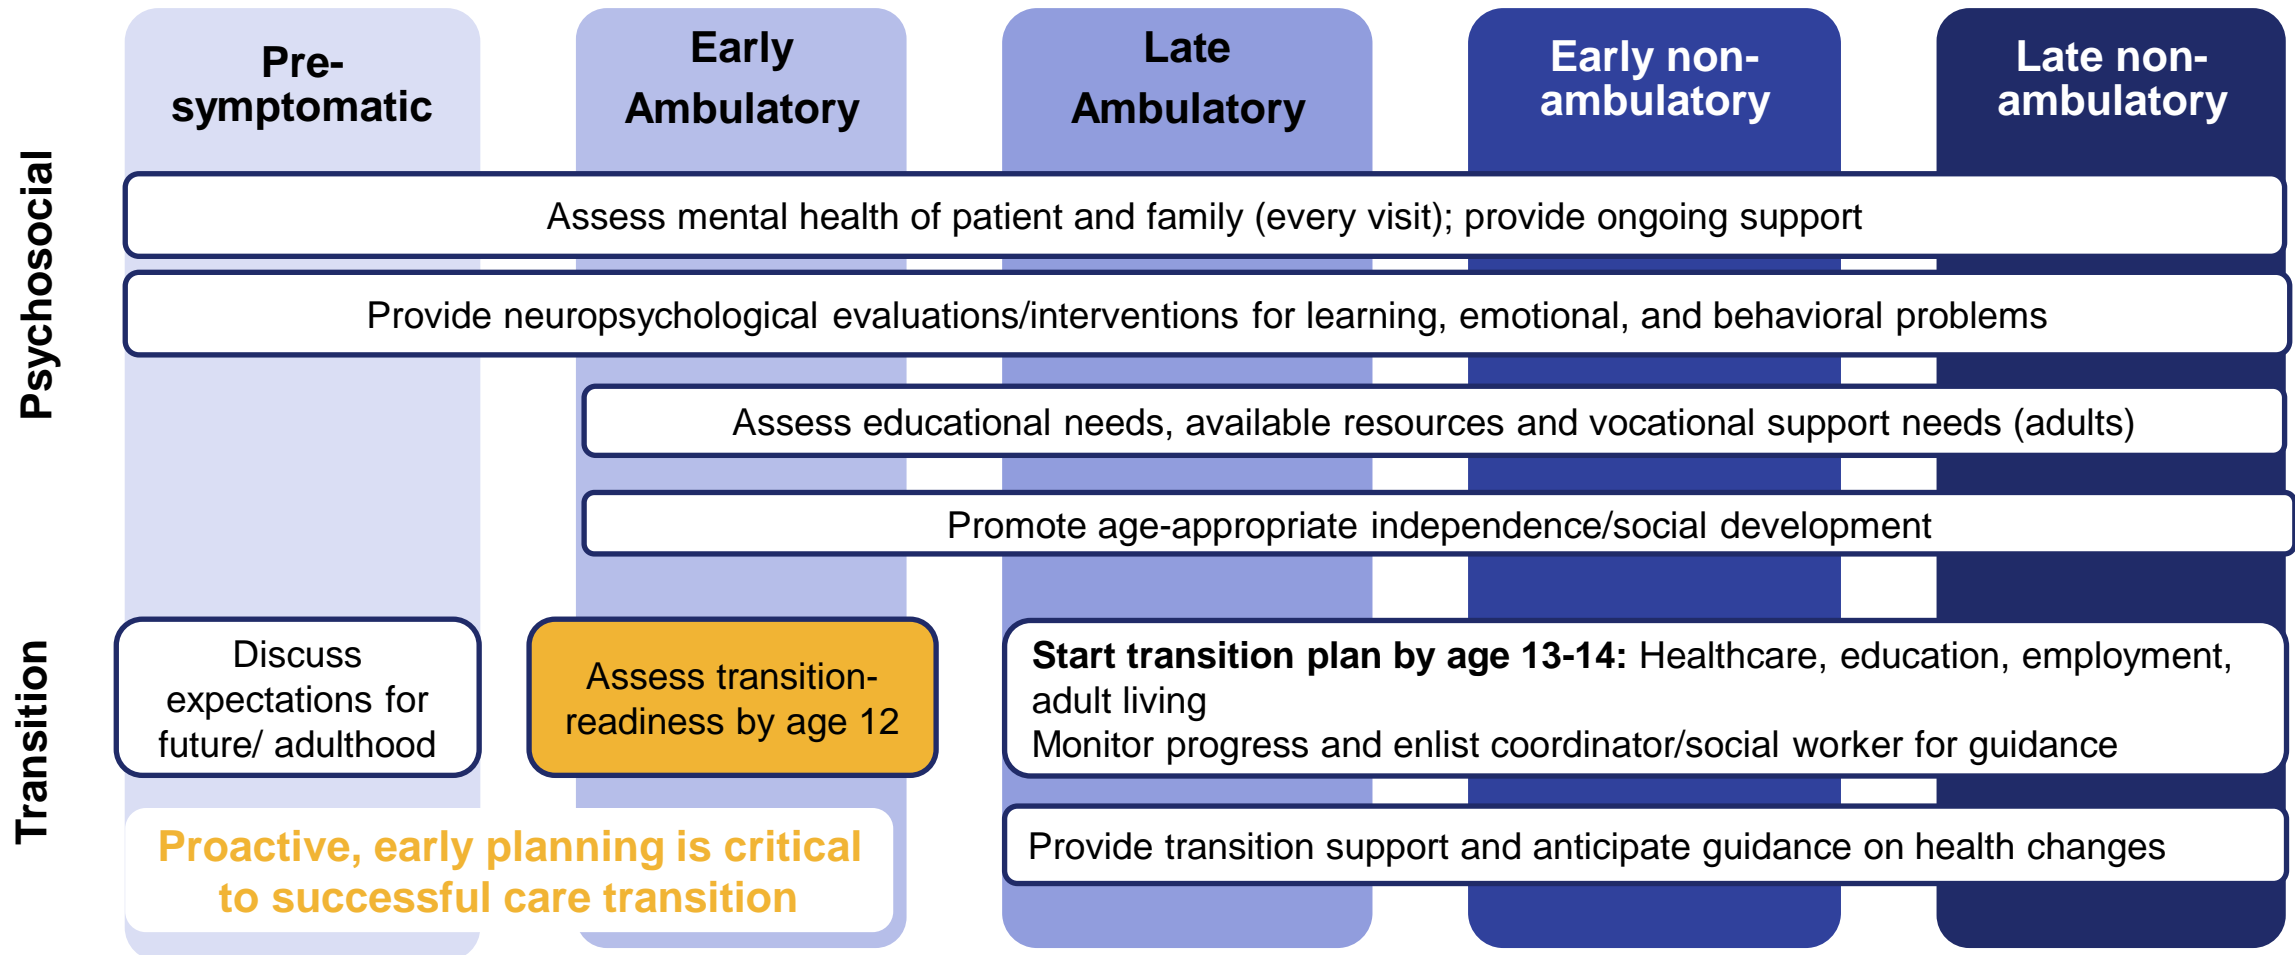 Pre-
symptomatic
Early
Ambulatory
Late
Ambulatory
Early non-
ambulatory
Late non-
ambulatory
Psychosocial
Assess mental health of patient and family (every visit); provide ongoing support
Provide neuropsychological evaluations/interventions for learning, emotional, and behavioral problems
Assess educational needs, available resources and vocational support needs (adults)
Promote age-appropriate independence/social development
Transition
Discuss
expectations for
future/ adulthood
Assess transition-
readiness by age 12
Start transition plan by age 13-14: Healthcare, education, employment,
adult living
Monitor progress and enlist coordinator/social worker for guidance
Proactive, early planning is critical
to successful care transition
Provide transition support and anticipate guidance on health changes